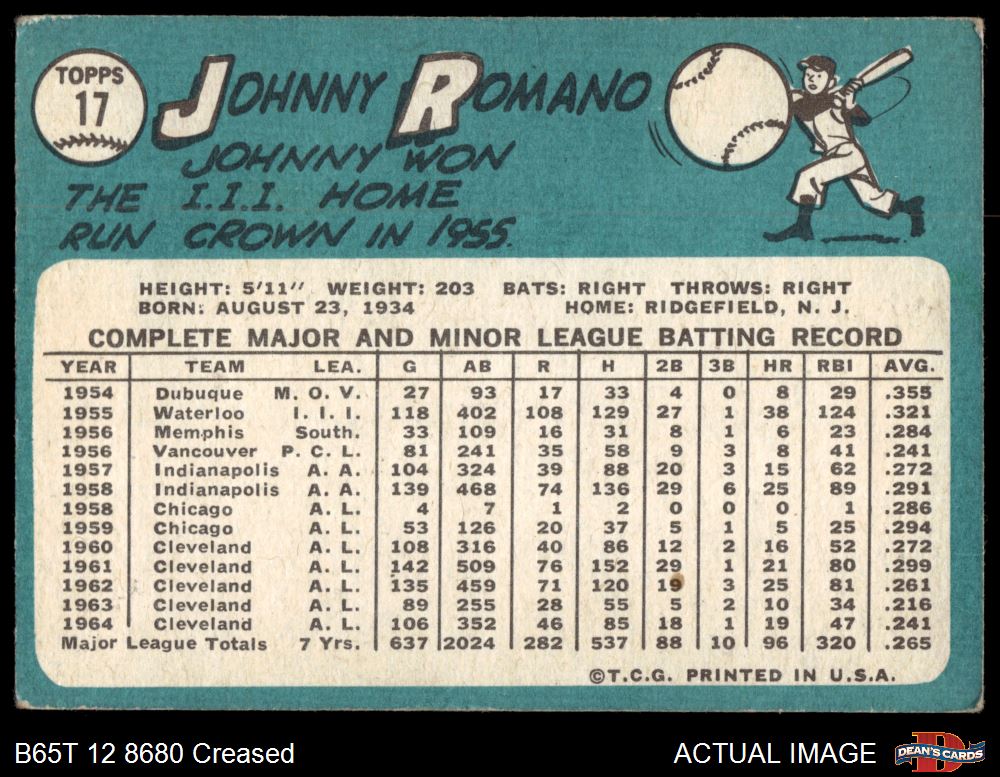 TOPPS
17
JOHNNY ROMANO
JOHNNY WON
THE I.I.I. HOME
RUN CROWN IN 1955.
HEIGHT: 5'11" WEIGHT: 203 BATS: RIGHT THROWS: RIGHT
BORN: AUGUST 23, 1934 HOME: RIDGEFIELD, N. J.
COMPLETE MAJOR AND MINOR LEAGUE BATTING RECORD
YEAR TEAM LEA. G AB R H 2B 3B HR RBI AVG.
1954 Dubuque M. O. V. 27 93 17 33 4 0 8 29 .355
1955 Waterloo I. I. I. 118 402 108 129 27 1 38 124 .321
1956 Memphis South. 33 109 16 31 8 1 6 23 .284
1956 Vancouver P. C. L. 81 241 35 58 9 3 8 41 .241
1957 Indianapolis A. A. 104 324 39 88 20 3 15 62 .272
1958 Indianapolis A. A. 139 468 74 136 29 6 25 89 .291
1958 Chicago A. L. 4 7 1 2 0 0 0 1 .286
1959 Chicago A. L. 53 126 20 37 5 1 5 25 .294
1960 Cleveland A. L. 108 316 40 86 12 2 16 52 .272
1961 Cleveland A. L. 142 509 76 152 29 1 21 80 .299
1962 Cleveland A. L. 135 459 71 120 19 3 25 81 .261
1963 Cleveland A. L. 89 255 28 55 5 2 10 34 .216
1964 Cleveland A. L. 106 352 46 85 18 1 19 47 .241
Major League Totals 7 Yrs. 637 2024 282 537 88 10 96 320 .265
©T.C.G. PRINTED IN U.S.A.
B65T 12 8680 Creased
ACTUAL IMAGE
DEAN'S CARDS